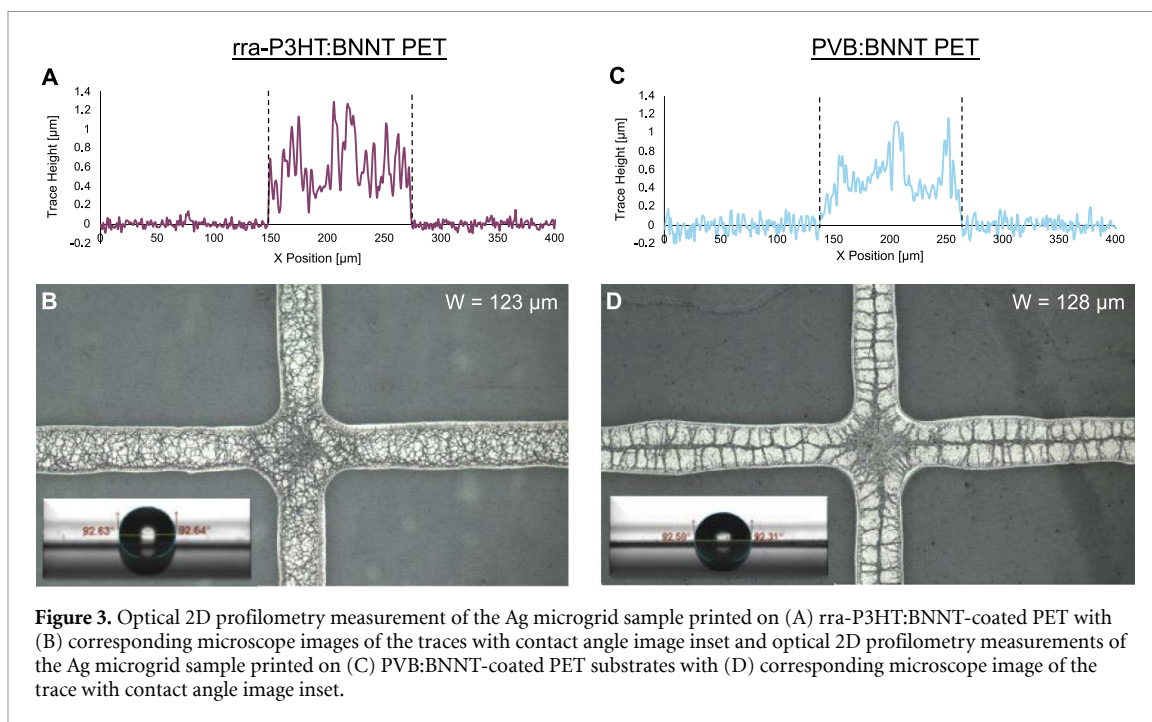 rra-P3HT:BNNT PET
PVB:BNNT PET
A
1.4
1.2
1
0.8
0.6
0.4
0.2
0
-0.2
Trace Height [µm]
0
50
100
150
200
250
300
350
400
X Position [µm]
C
1.4
1.2
1
0.8
0.6
0.4
0.2
0
-0.2
Trace Height [µm]
0
50
100
150
200
250
300
350
400
X Position [µm]
B
W = 123 µm
92.63°
92.64°
D
W = 128 µm
92.58°
92.31°
Figure 3. Optical 2D profilometry measurement of the Ag microgrid sample printed on (A) rra-P3HT:BNNT-coated PET with
(B) corresponding microscope images of the traces with contact angle image inset and optical 2D profilometry measurements of
the Ag microgrid sample printed on (C) PVB:BNNT-coated PET substrates with (D) corresponding microscope image of the
trace with contact angle image inset.